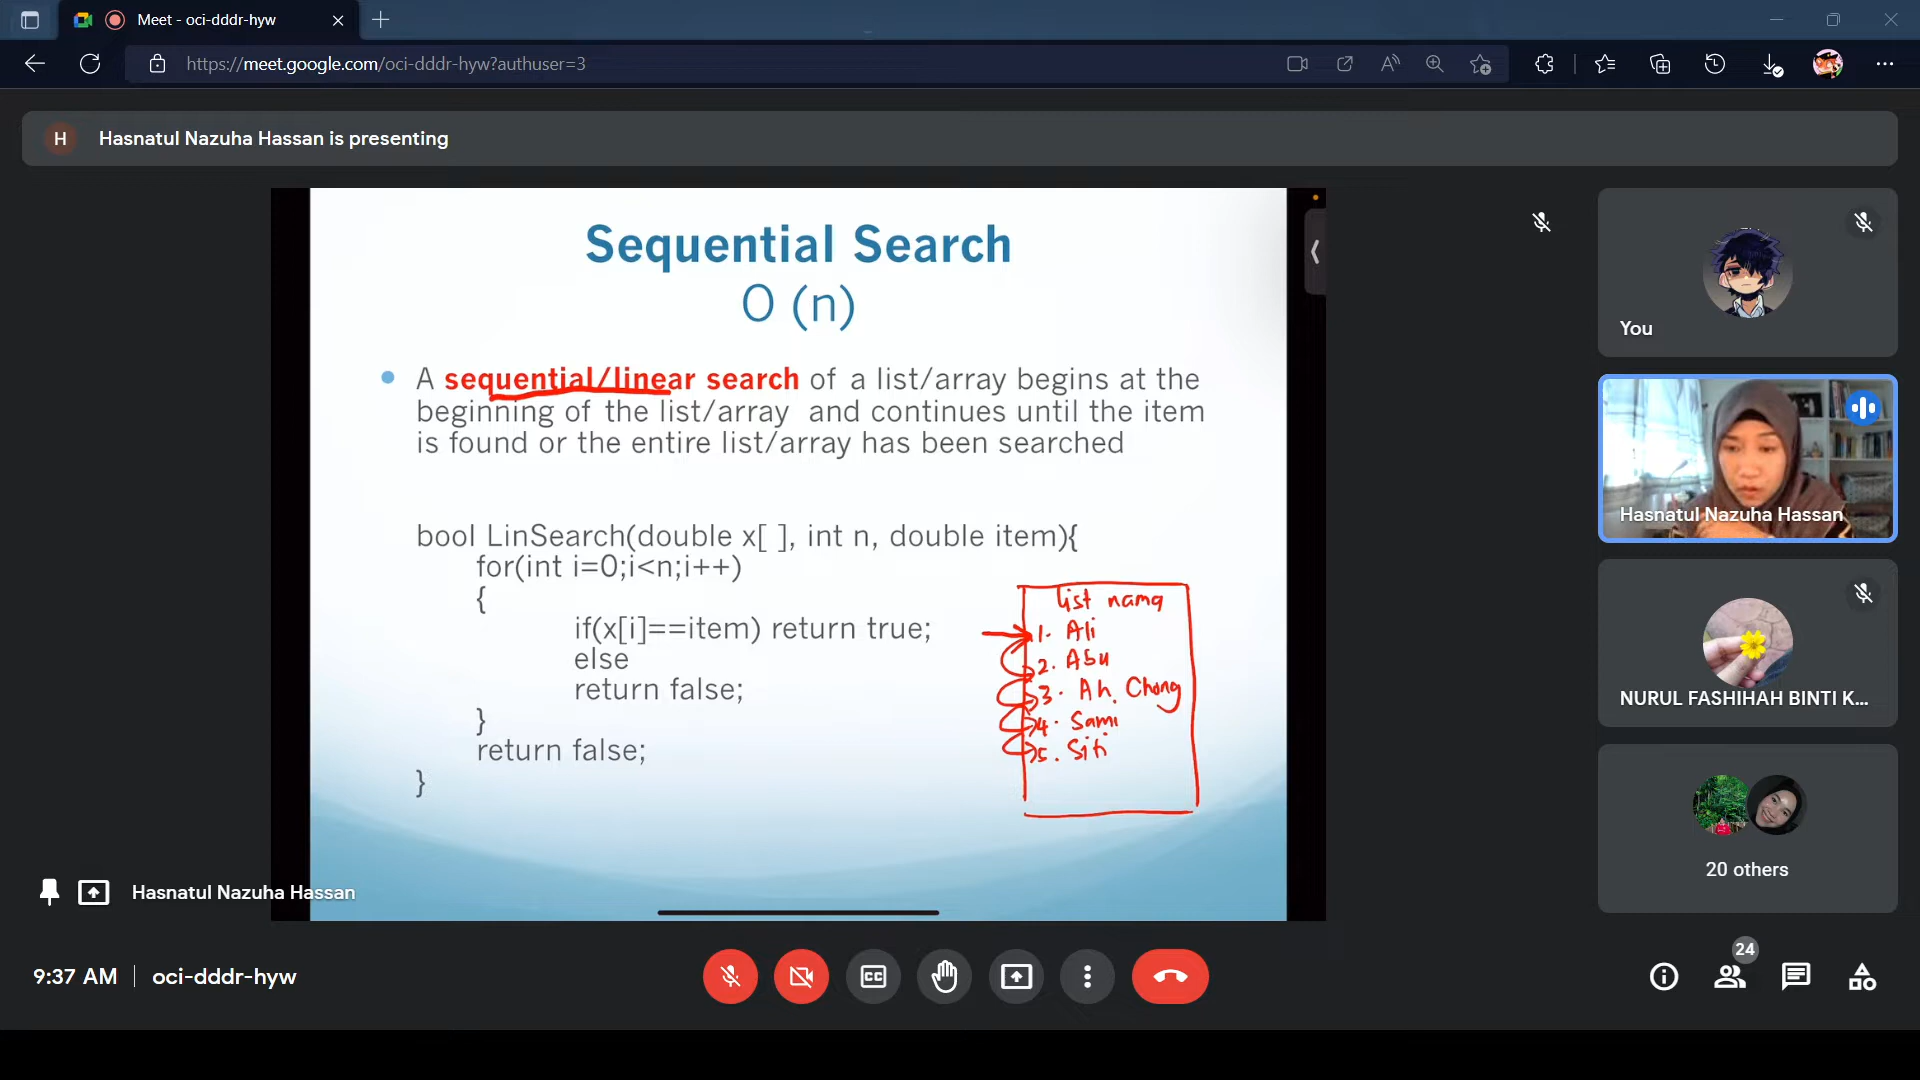 Meet - oci-dddr-hyw
https://meet.google.com/oci-dddr-hyw?authuser=3
H
Hasnatul Nazuha Hassan is presenting
Sequential Search
O (n)
A sequential/linear search of a list/array begins at the
beginning of the list/array and continues until the item
is found or the entire list/array has been searched
bool LinSearch(double x[ ], int n, double item){
for(int i=0;i<n;i++)
{
if(x[i]==item) return true;
else
return false;
}
return false;
}
list nama
1. Ali
2. Abu
3. Ah. Chong
4. Sami
5. Siti
You
Hasnatul Nazuha Hassan
NURUL FASHIHAH BINTI K...
20 others
Hasnatul Nazuha Hassan
9:37 AM
oci-dddr-hyw
CC
24